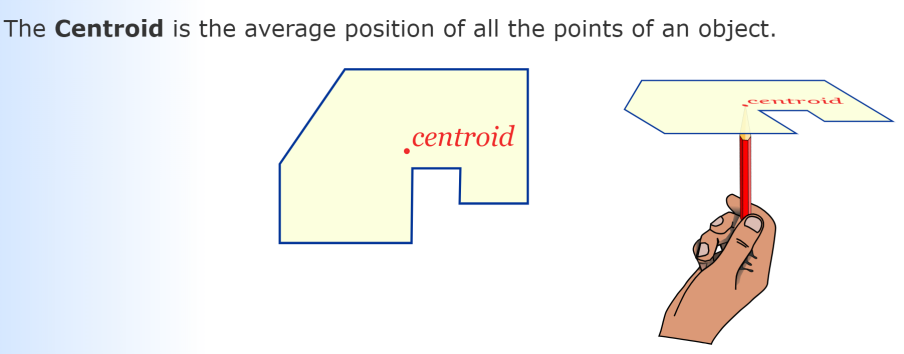 The Centroid is the average position of all the points of an object.
centroid
centroid